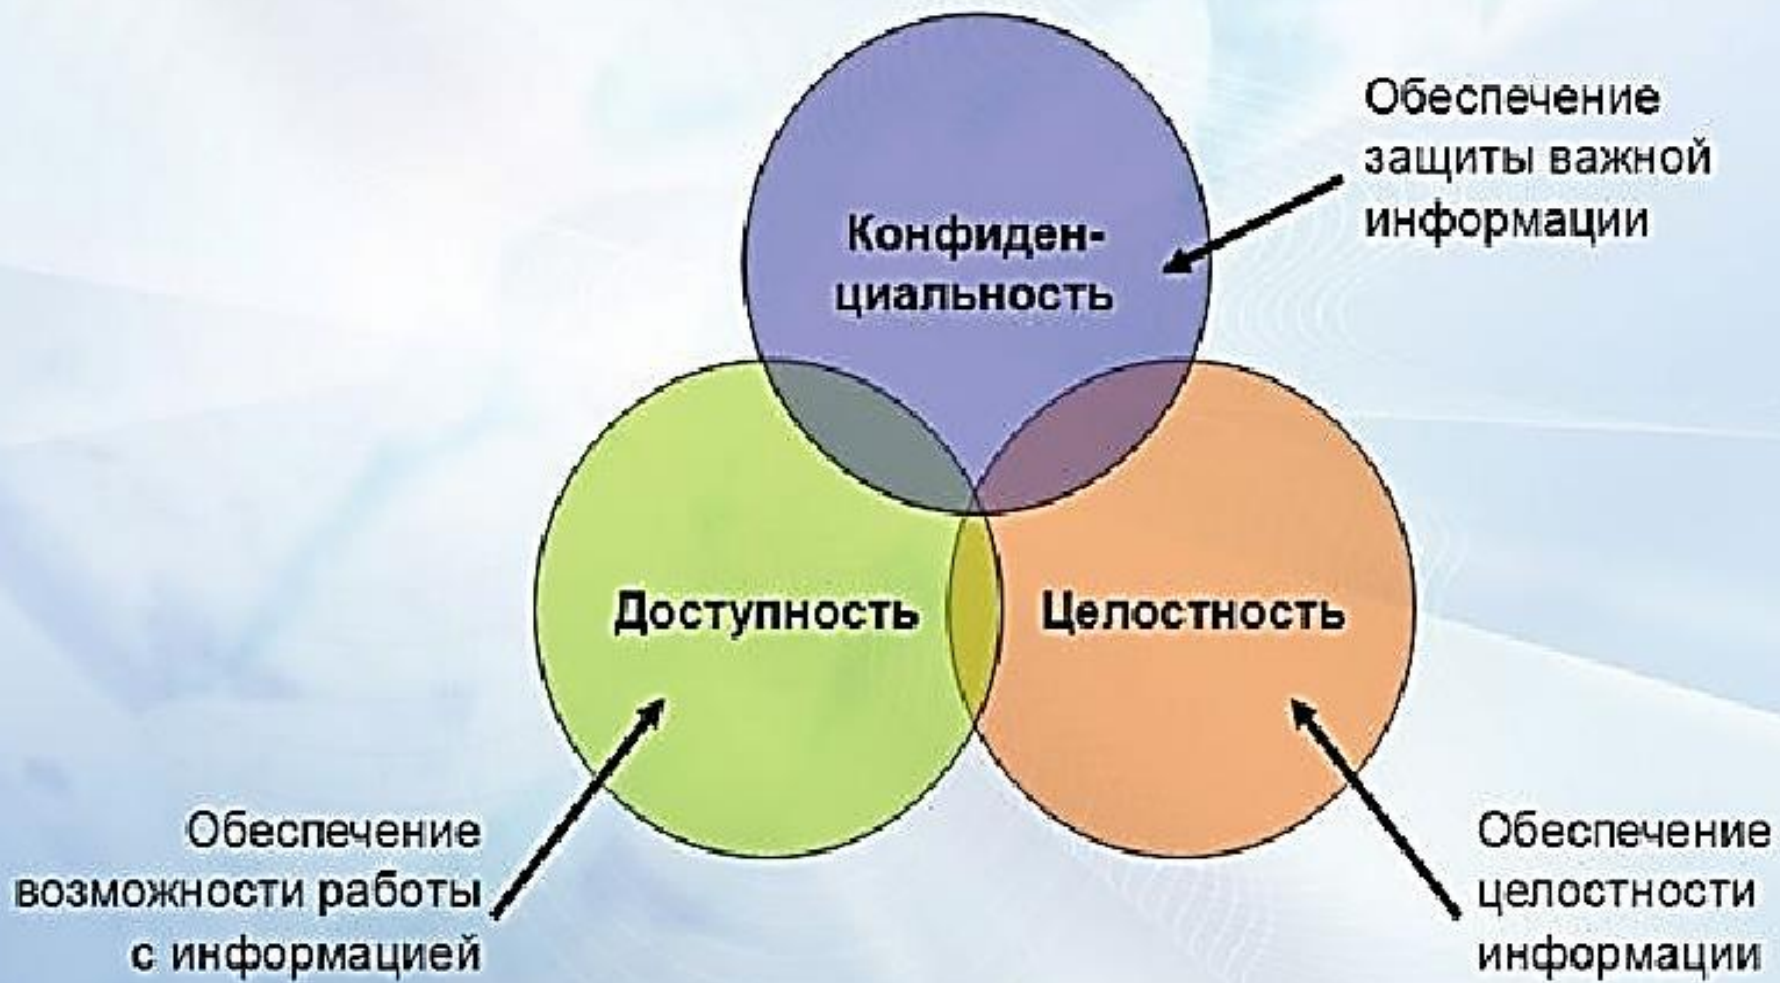 Конфиден-
циальность
Обеспечение
защиты важной
информации
Доступность
Целостность
Обеспечение
возможности работы
с информацией
Обеспечение
целостности
информации